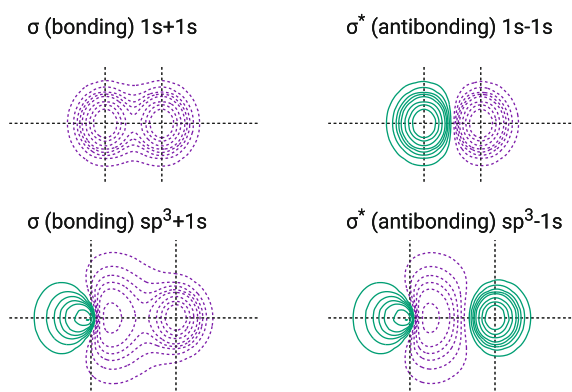 σ (bonding) 1s+1s
σ* (antibonding) 1s-1s
σ (bonding) sp³+1s
σ* (antibonding) sp³-1s